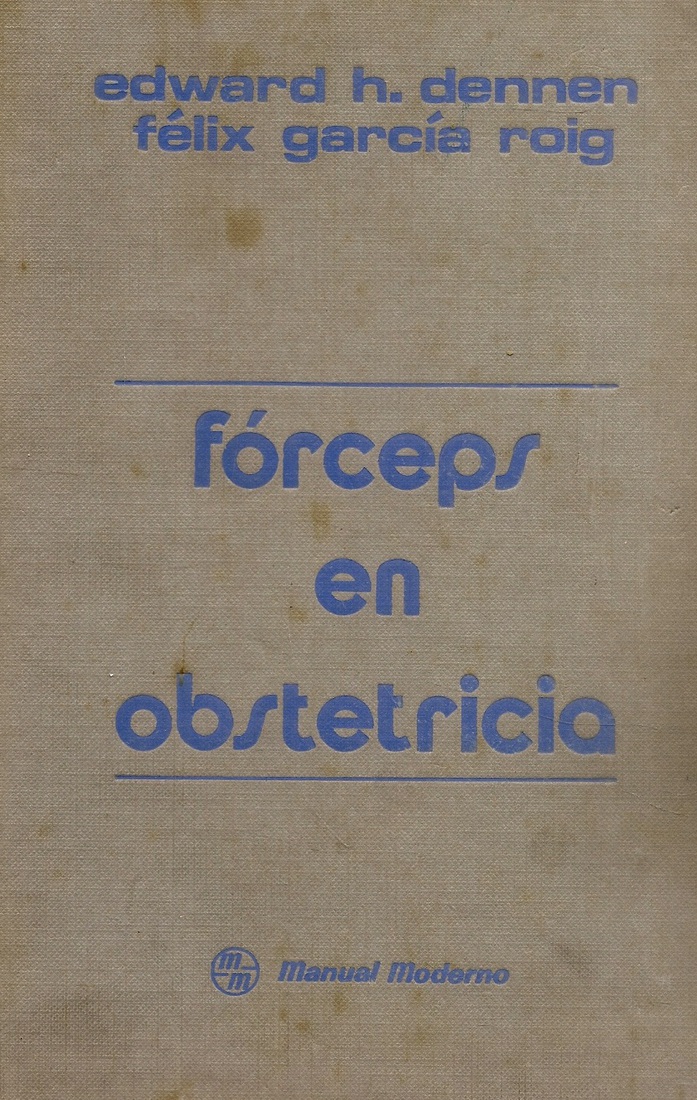 edward h. dennen
félix garcía roig
fórceps
en
obstetricia
mm Manual Moderno